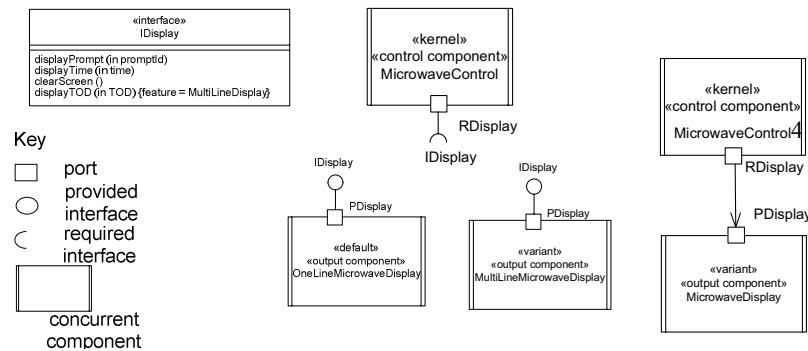 «interface»
IDisplay
displayPrompt (in promptId)
displayTime (in time)
clearScreen ()
displayTOD (in TOD) {feature = MultiLineDisplay}
Key
port
provided
interface
required
interface
concurrent
component
«kernel»
«control component»
MicrowaveControl
RDisplay
IDisplay
IDisplay
PDisplay
«default»
«output component»
OneLineMicrowaveDisplay
IDisplay
PDisplay
«variant»
«output component»
MultiLineMicrowaveDisplay
«kernel»
«control component»
MicrowaveControl4
RDisplay
PDisplay
«variant»
«output component»
MicrowaveDisplay